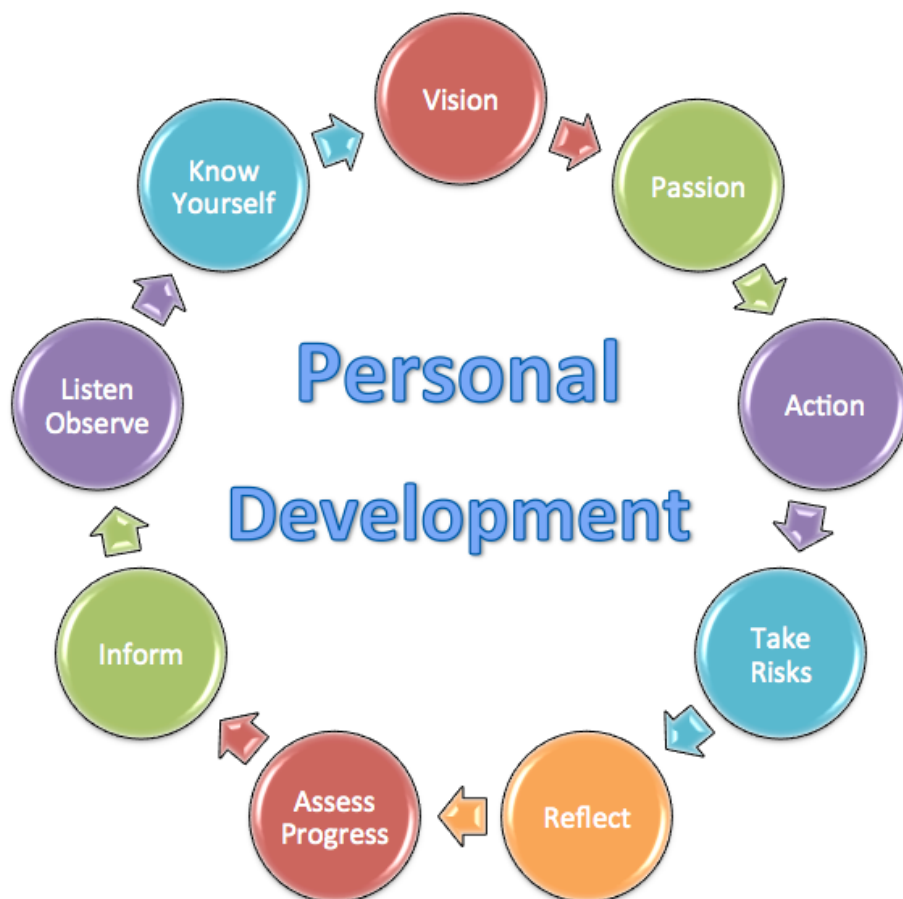 Vision
Passion
Action
Take
Risks
Reflect
Assess
Progress
Inform
Listen
Observe
Know
Yourself
Personal
Development